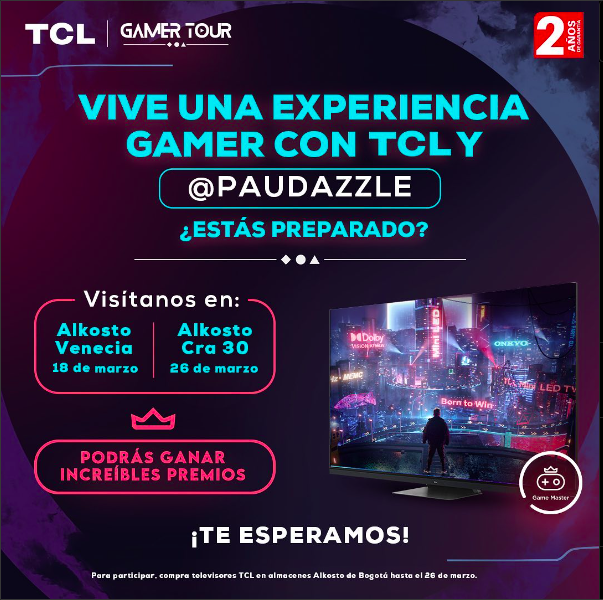 TCL
GAMER TOUR
2 AÑOS
DE GARANTÍA
VIVE UNA EXPERIENCIA
GAMER CON TCL Y
@PAUDAZZLE
¿ESTÁS PREPARADO?
Visítanos en:
Alkosto
Venecia
18 de marzo
Alkosto
Cra 30
26 de marzo
PODRÁS GANAR
INCREÍBLES PREMIOS
Dolby
VISION
Mini LED
ONKYO
LED TV
Born to Win
Game Master
¡TE ESPERAMOS!
Para participar, compra televisores TCL en almacenes Alkosto de Bogotá hasta el 26 de marzo.